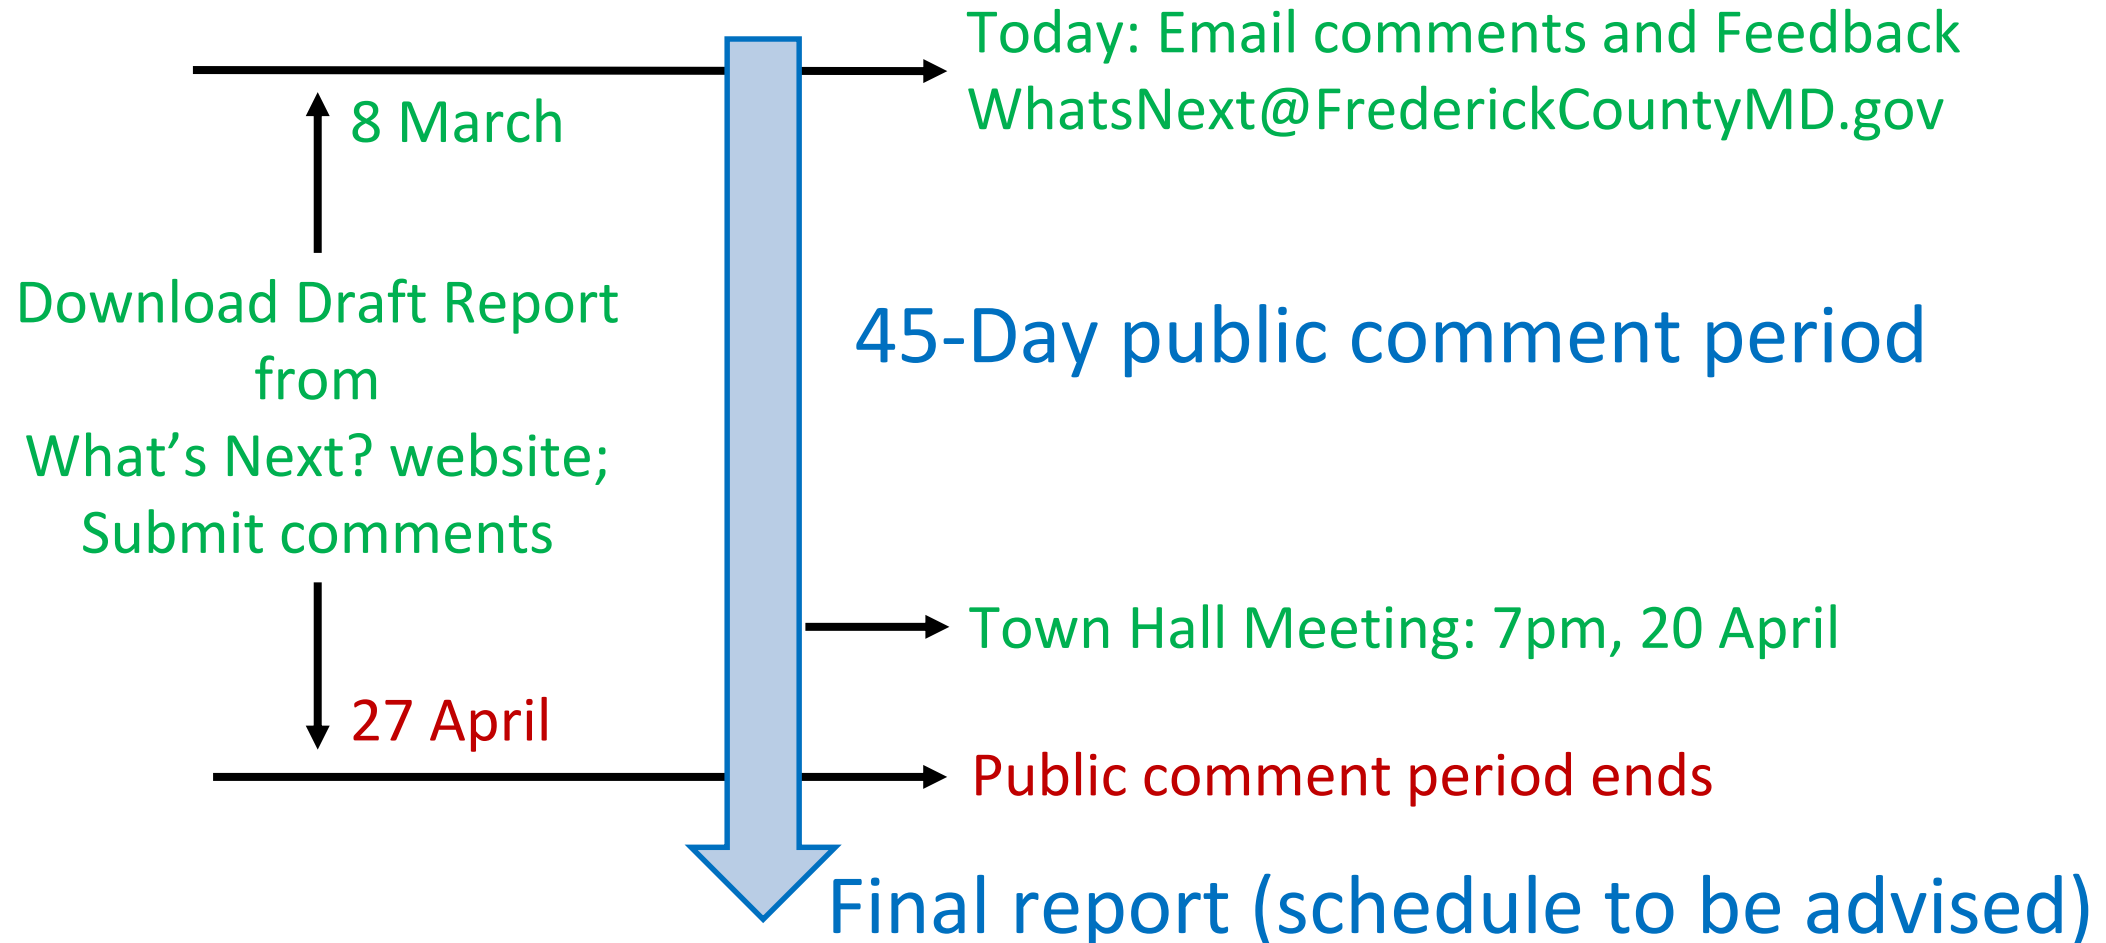 Today: Email comments and Feedback
WhatsNext@FrederickCountyMD.gov
8 March
Download Draft Report
from
What’s Next? website;
Submit comments
45-Day public comment period
Town Hall Meeting: 7pm, 20 April
27 April
Public comment period ends
Final report (schedule to be advised)